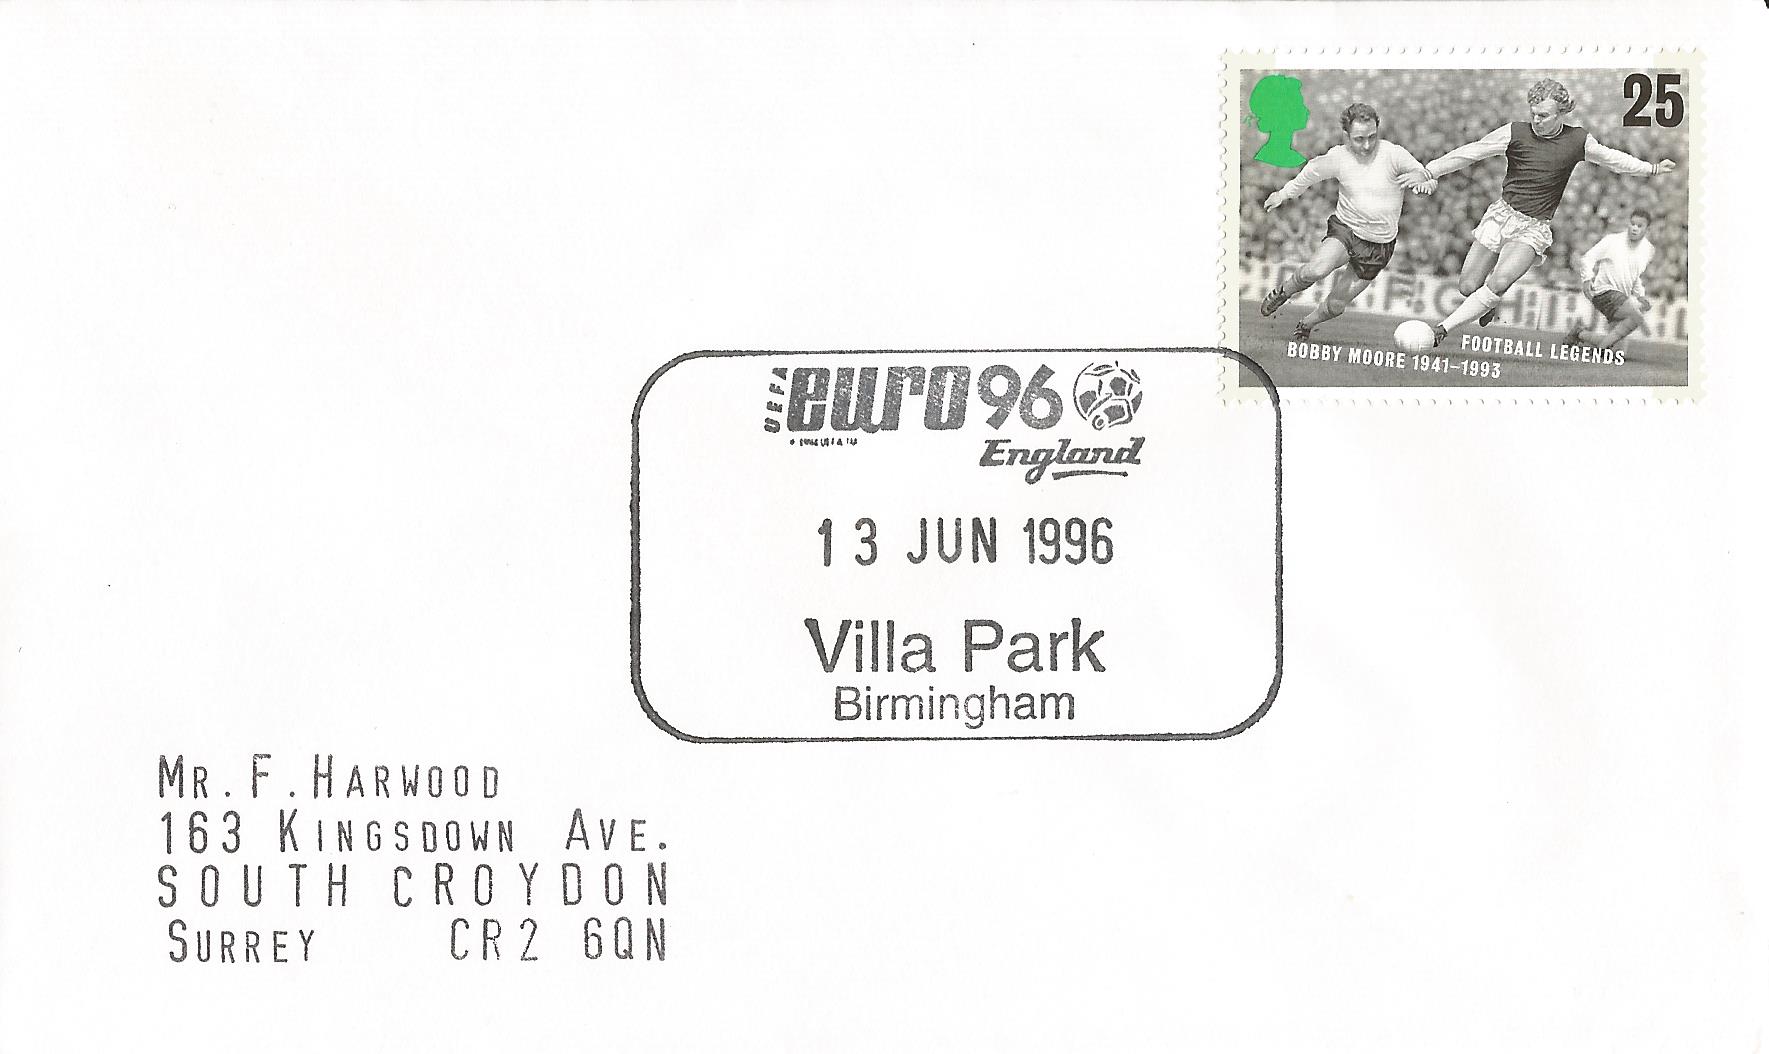 25
FOOTBALL LEGENDS
BOBBY MOORE 1941–1993
UEFA euro96
England
13 JUN 1996
Villa Park
Birmingham
MR. F. HARWOOD
163 KINGSDOWN AVE.
SOUTH CROYDON
SURREY CR2 6QN